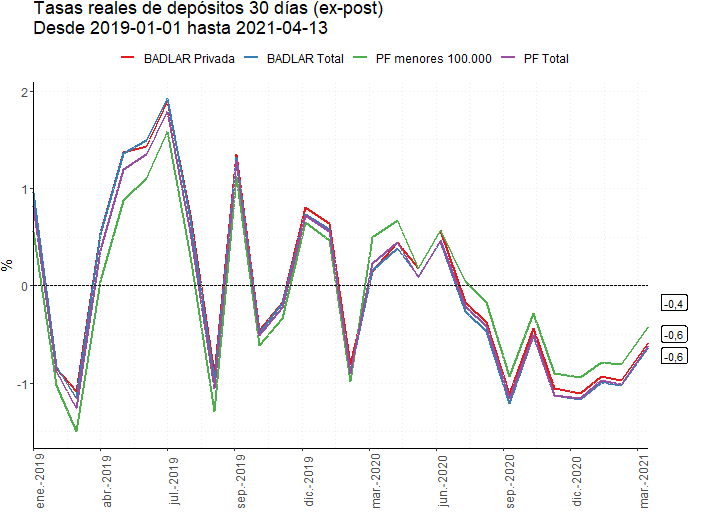 Tasas reales de depósitos 30 días (ex-post)
Desde 2019-01-01 hasta 2021-04-13
BADLAR Privada BADLAR Total PF menores 100.000 PF Total
%
2
1
0
-1
-0,4
-0,6
-0,6
ene.-2019
abr.-2019
jul.-2019
sep.-2019
dic.-2019
mar.-2020
jun.-2020
sep.-2020
dic.-2020
mar.-2021